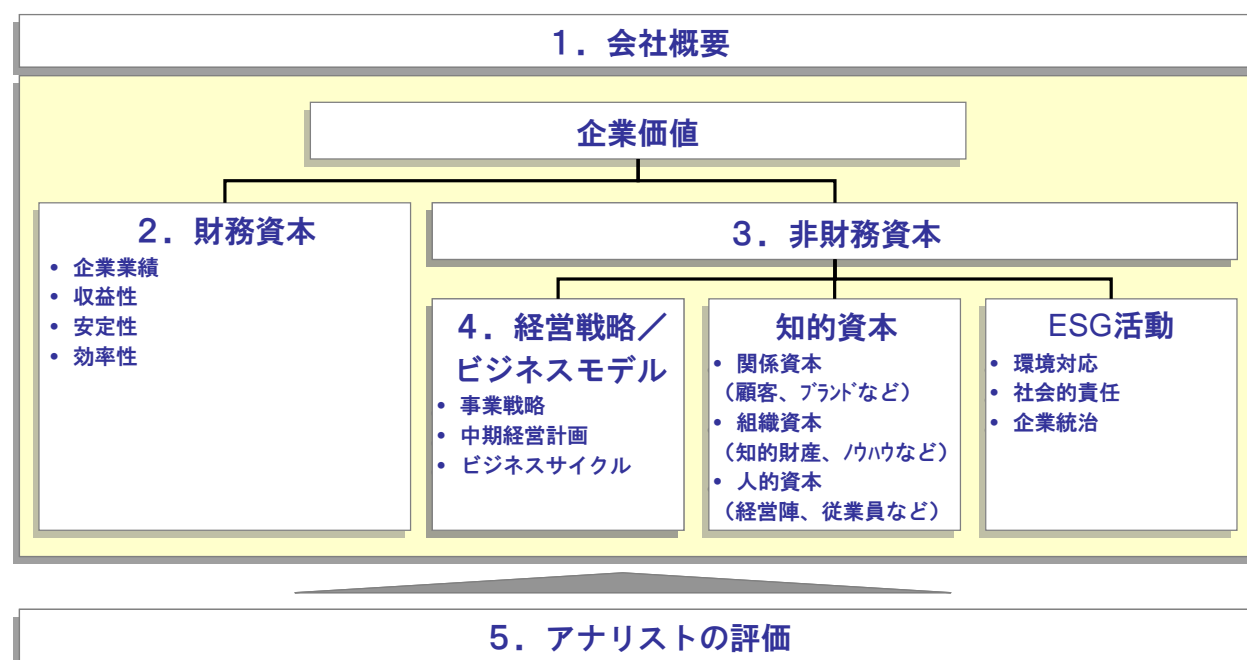 1．会社概要
企業価値
2．財務資本
• 企業業績
• 収益性
• 安定性
• 効率性
3．非財務資本
4．経営戦略／
ビジネスモデル
• 事業戦略
• 中期経営計画
• ビジネスサイクル
知的資本
• 関係資本
（顧客、ﾌﾞﾗﾝﾄﾞなど）
• 組織資本
（知的財産、ﾉｳﾊｳなど）
• 人的資本
（経営陣、従業員など）
ESG活動
• 環境対応
• 社会的責任
• 企業統治
5．アナリストの評価